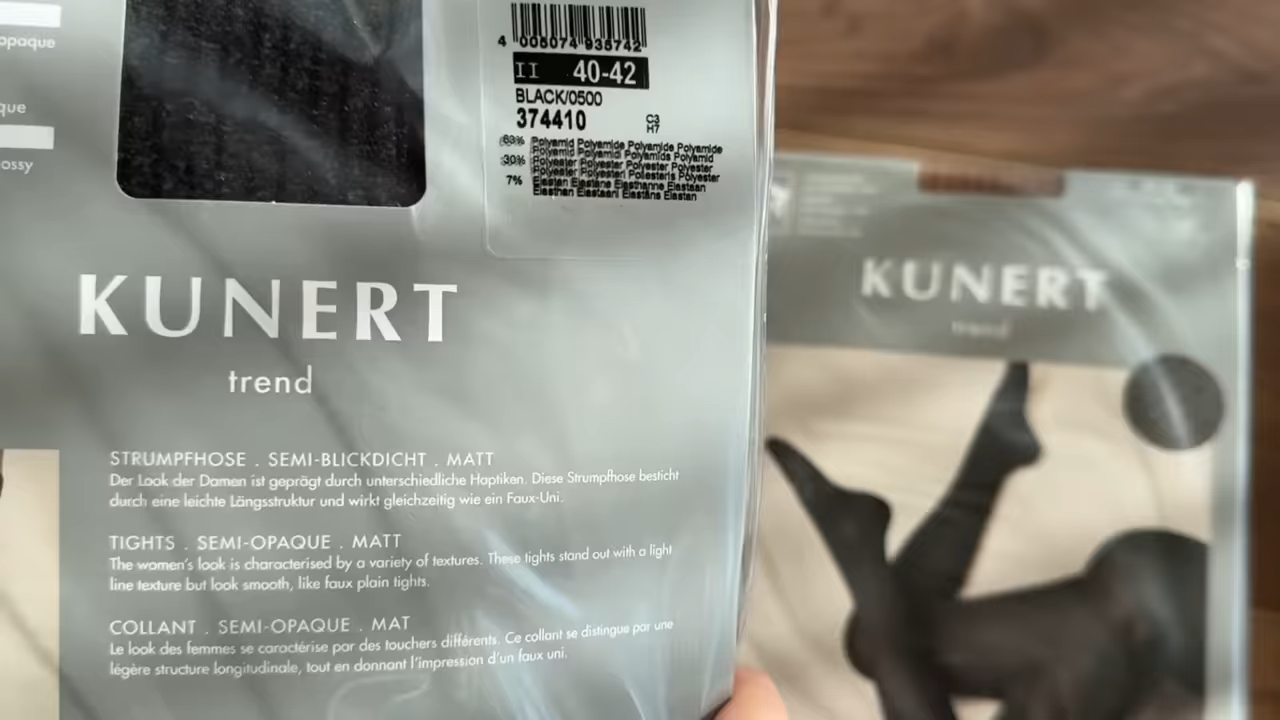 opaque
que
ossy
4 005074 935742
II 40-42
BLACK/0500
374410
C3
H7
63% Polyamid Polyamide Polyamide Polyamide
Polyamid Polyamida Polyamid
30% Polyester Polyester Polyester Polyester
Polyester Poliesteris Polyester
7% Elastan Elastane Elasthanne Elastaan
Elasthan Elastaani Elastāns Elastan
KUNERT
trend
STRUMPFHOSE . SEMI-BLICKDICHT . MATT
Der Look der Damen ist geprägt durch unterschiedliche Haptiken. Diese Strumpfhose besticht
durch eine leichte Längsstruktur und wirkt gleichzeitig wie ein Faux-Uni.
TIGHTS . SEMI-OPAQUE . MATT
The women's look is characterised by a variety of textures. These tights stand out with a light
line texture but look smooth, like faux plain tights.
COLLANT . SEMI-OPAQUE . MAT
Le look des femmes se caractérise par des touchers différents. Ce collant se distingue par une
légère structure longitudinale, tout en donnant l'impression d'un faux uni.
KUNERT
trend